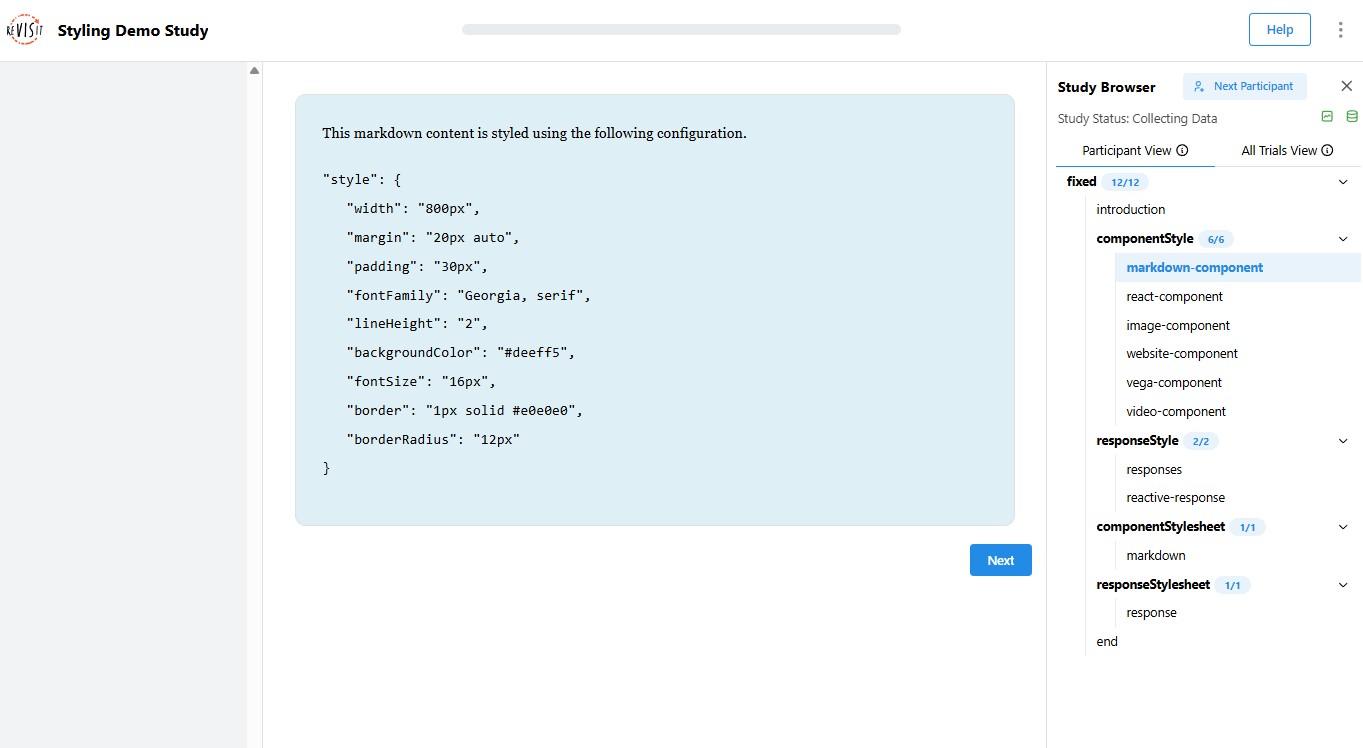 reVISit
Styling Demo Study
Help
This markdown content is styled using the following configuration.
"style": {
"width": "800px",
"margin": "20px auto",
"padding": "30px",
"fontFamily": "Georgia, serif",
"lineHeight": "2",
"backgroundColor": "#deeff5",
"fontSize": "16px",
"border": "1px solid #e0e0e0",
"borderRadius": "12px"
}
Next
Study Browser
Next Participant
Study Status: Collecting Data
Participant View
All Trials View
fixed 12/12
introduction
componentStyle 6/6
markdown-component
react-component
image-component
website-component
vega-component
video-component
responseStyle 2/2
responses
reactive-response
componentStylesheet 1/1
markdown
responseStylesheet 1/1
response
end